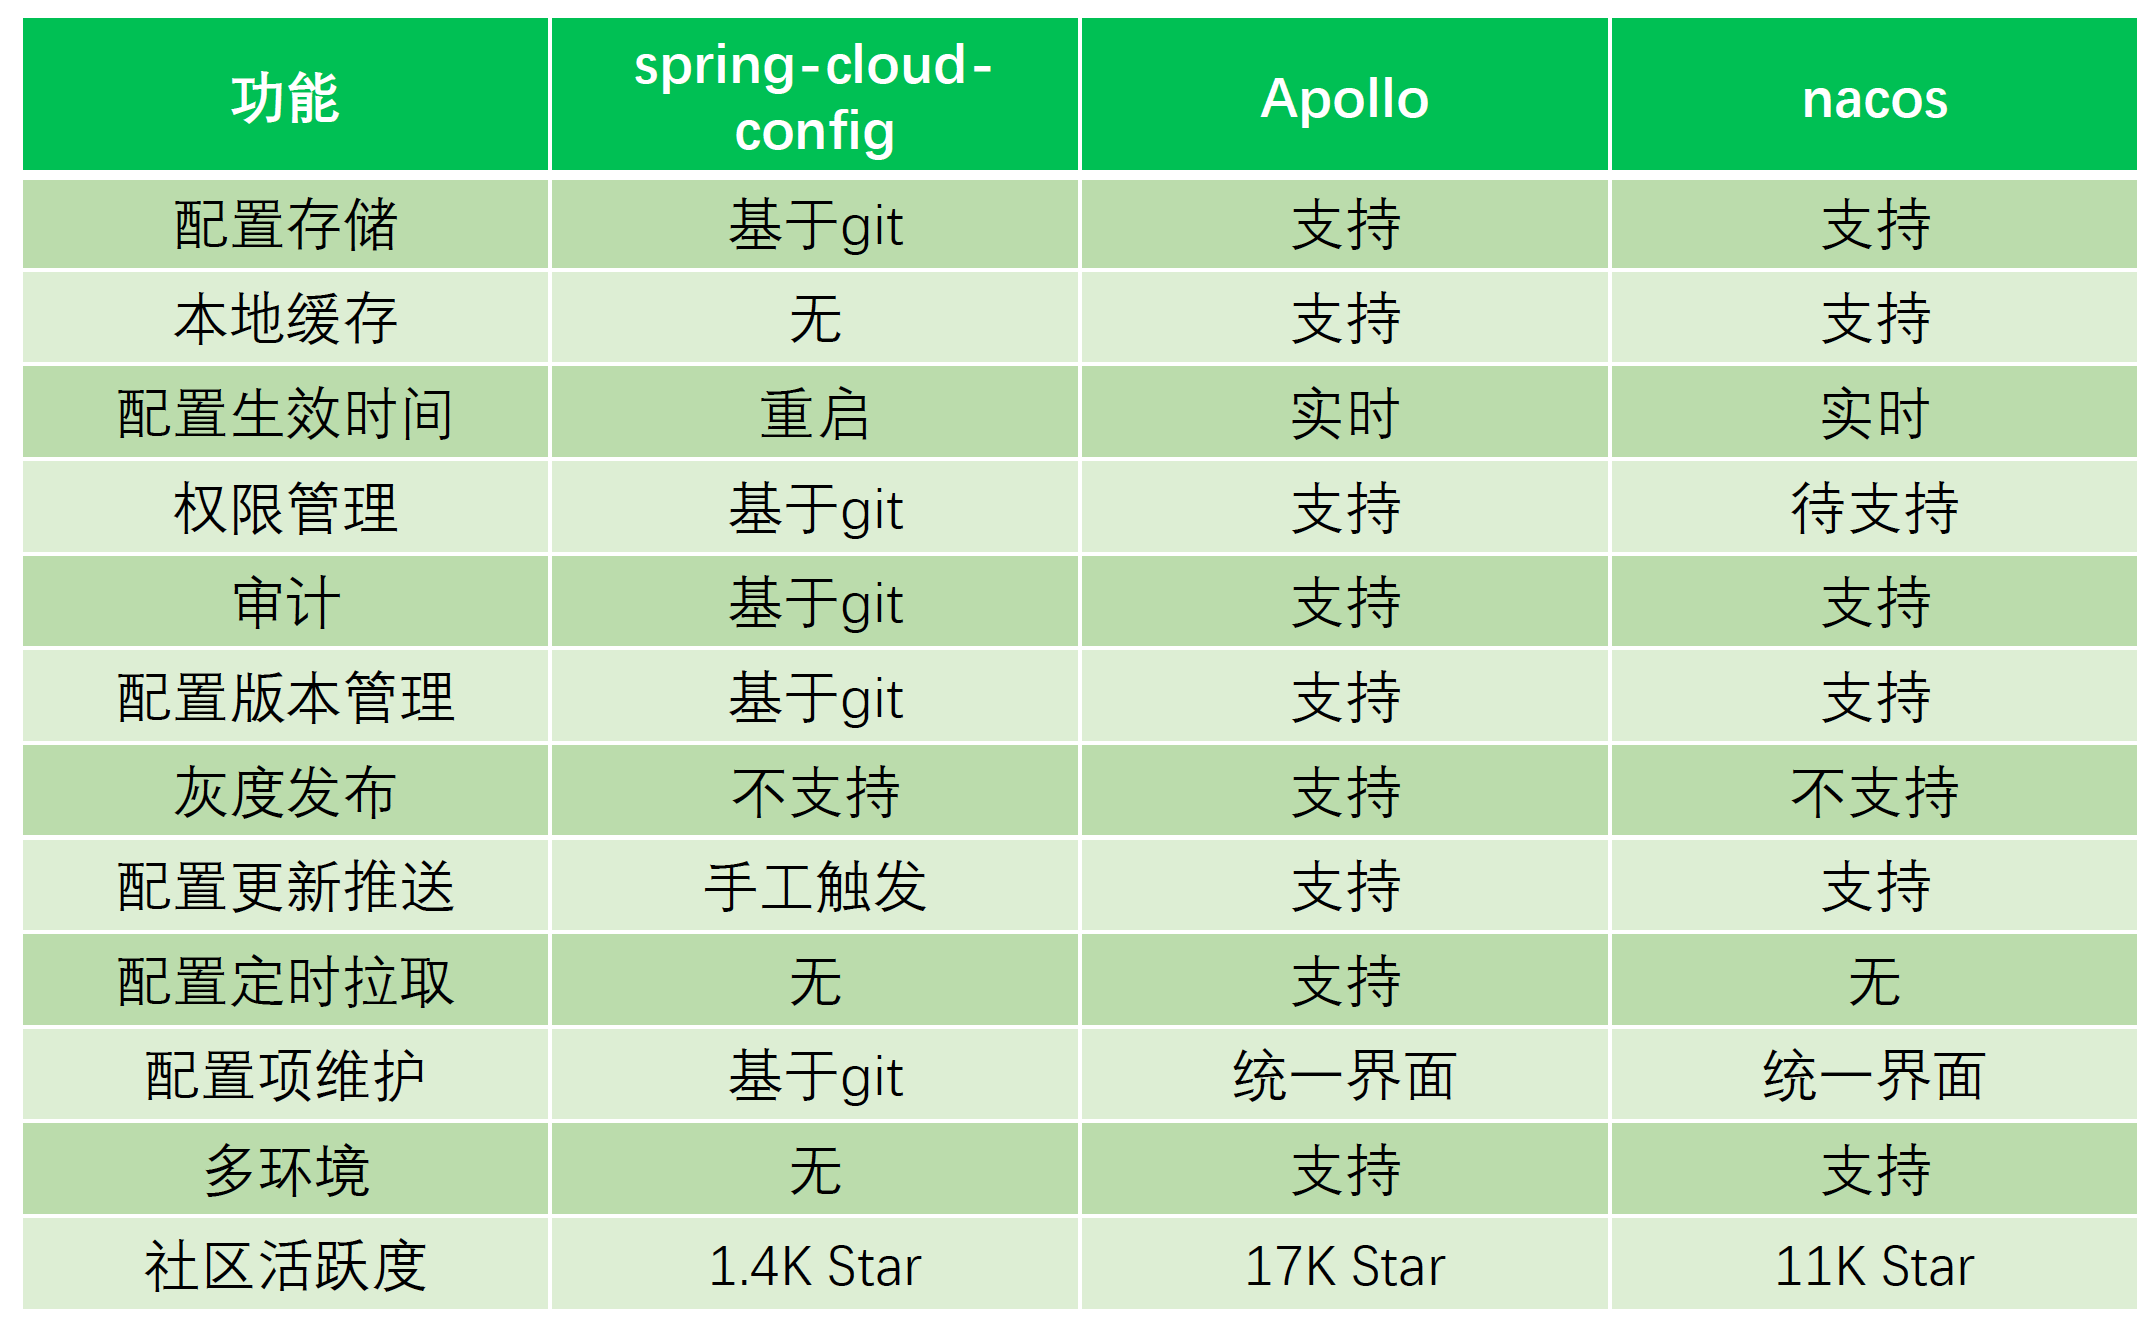 功能 spring-cloud- Apollo nacos
config
配置存储 基于git 支持 支持
本地缓存 无 支持 支持
配置生效时间 重启 实时 实时
权限管理 基于git 支持 待支持
审计 基于git 支持 支持
配置版本管理 基于git 支持 支持
灰度发布 不支持 支持 不支持
配置更新推送 手工触发 支持 支持
配置定时拉取 无 支持 无
配置项维护 基于git 统一界面 统一界面
多环境 无 支持 支持
社区活跃度 1.4K Star 17K Star 11K Star